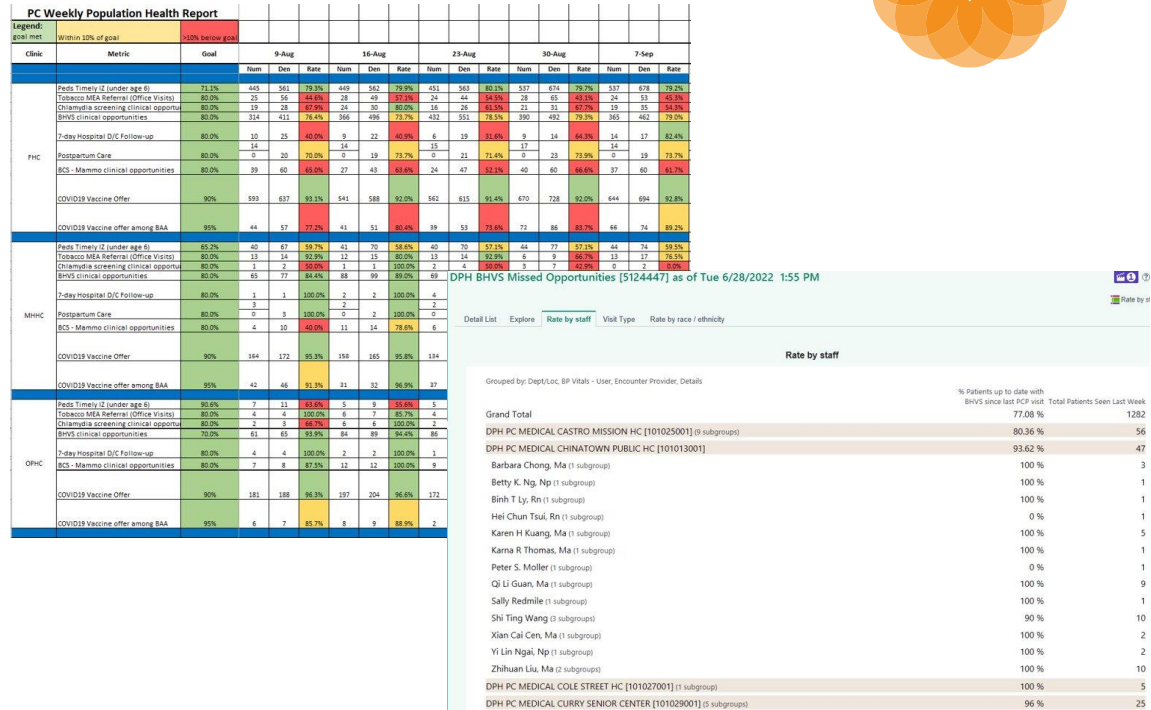 PC Weekly Population Health Report
Legend:
goal met Within 10% of goal >10% below goal
Clinic Metric Goal 9-Aug 16-Aug 23-Aug 30-Aug 7-Sep
Num Den Rate Num Den Rate Num Den Rate Num Den Rate Num Den Rate
FHC
Peds Timely IZ (under age 6) 71.1% 445 561 79.3% 449 562 79.9% 451 563 80.1% 537 674 79.7% 537 678 79.2%
Tobacco MEA Referral (Office Visits) 80.0% 25 56 44.6% 28 49 57.1% 24 44 54.5% 28 65 43.1% 24 53 45.3%
Chlamydia screening clinical opportu 80.0% 19 28 67.9% 24 30 80.0% 16 26 61.5% 21 31 67.7% 19 35 54.3%
BHVS clinical opportunities 80.0% 314 411 76.4% 366 496 73.7% 432 551 78.5% 390 492 79.3% 365 462 79.0%
7-day Hospital D/C Follow-up 80.0% 10 25 40.0% 9 22 40.9% 6 19 31.6% 9 14 64.3% 14 17 82.4%
Postpartum Care 80.0% 14 0 20 70.0% 14 0 19 73.7% 15 0 21 71.4% 17 0 23 73.9% 14 0 19 73.7%
BCS - Mammo clinical opportunities 80.0% 39 60 65.0% 27 43 63.6% 24 47 52.1% 40 60 66.6% 37 60 61.7%
COVID19 Vaccine Offer 90% 593 637 93.1% 541 588 92.0% 562 615 91.4% 670 728 92.0% 644 694 92.8%
COVID19 Vaccine offer among BAA 95% 44 57 77.2% 41 51 80.4% 39 53 73.6% 72 86 83.7% 66 74 89.2%
MHHC
Peds Timely IZ (under age 6) 65.2% 40 67 59.7% 41 70 58.6% 40 70 57.1% 44 77 57.1% 44 74 59.5%
Tobacco MEA Referral (Office Visits) 80.0% 13 14 92.9% 12 15 80.0% 13 14 92.9% 6 9 66.7% 13 17 76.5%
Chlamydia screening clinical opportu 80.0% 1 2 50.0% 1 1 100.0% 2 4 50.0% 3 7 42.9% 0 2 0.0%
BHVS clinical opportunities 80.0% 65 77 84.4% 88 99 89.0% 69
7-day Hospital D/C Follow-up 80.0% 1 1 100.0% 2 2 100.0% 4
Postpartum Care 80.0% 3 0 3 100.0% 2 0 2 100.0% 2 0
BCS - Mammo clinical opportunities 80.0% 4 10 40.0% 11 14 78.6% 6
COVID19 Vaccine Offer 90% 164 172 95.3% 158 165 95.8% 134
COVID19 Vaccine offer among BAA 95% 42 46 91.3% 31 32 96.9% 37
OPHC
Peds Timely IZ (under age 6) 90.6% 7 11 63.6% 5 9 55.6% 5
Tobacco MEA Referral (Office Visits) 80.0% 4 4 100.0% 6 7 85.7% 4
Chlamydia screening clinical opportu 80.0% 2 3 66.7% 6 6 100.0% 2
BHVS clinical opportunities 70.0% 61 65 93.9% 84 89 94.4% 86
7-day Hospital D/C Follow-up 80.0% 4 4 100.0% 2 2 100.0% 1
BCS - Mammo clinical opportunities 80.0% 7 8 87.5% 12 12 100.0% 9
COVID19 Vaccine Offer 90% 181 188 96.3% 197 204 96.6% 172
COVID19 Vaccine offer among BAA 95% 6 7 85.7% 8 9 88.9% 2
DPH BHVS Missed Opportunities [5124447] as of Tue 6/28/2022 1:55 PM
Rate by st
Detail List Explore Rate by staff Visit Type Rate by race / ethnicity
Rate by staff
Grouped by: Dept/Loc, BP Vitals - User, Encounter Provider, Details
% Patients up to date with
BHVS since last PCP visit Total Patients Seen Last Week
Grand Total 77.08 % 1282
DPH PC MEDICAL CASTRO MISSION HC [101025001] (9 subgroups) 80.36 % 56
DPH PC MEDICAL CHINATOWN PUBLIC HC [101013001] 93.62 % 47
Barbara Chong, Ma (1 subgroup) 100 % 3
Betty K. Ng, Np (1 subgroup) 100 % 1
Binh T Ly, Rn (1 subgroup) 100 % 1
Hei Chun Tsui, Rn (1 subgroup) 0 % 1
Karen H Kuang, Ma (1 subgroup) 100 % 5
Karna R Thomas, Ma (1 subgroup) 100 % 1
Peter S. Moller (1 subgroup) 0 % 1
Qi Li Guan, Ma (1 subgroup) 100 % 9
Sally Redmile (1 subgroup) 100 % 1
Shi Ting Wang (3 subgroups) 90 % 10
Xian Cai Cen, Ma (1 subgroup) 100 % 2
Yi Lin Ngai, Np (1 subgroup) 100 % 2
Zhihuan Liu, Ma (2 subgroups) 100 % 10
DPH PC MEDICAL COLE STREET HC [101027001] (1 subgroup) 100 % 5
DPH PC MEDICAL CURRY SENIOR CENTER [101029001] (5 subgroups) 96 % 25